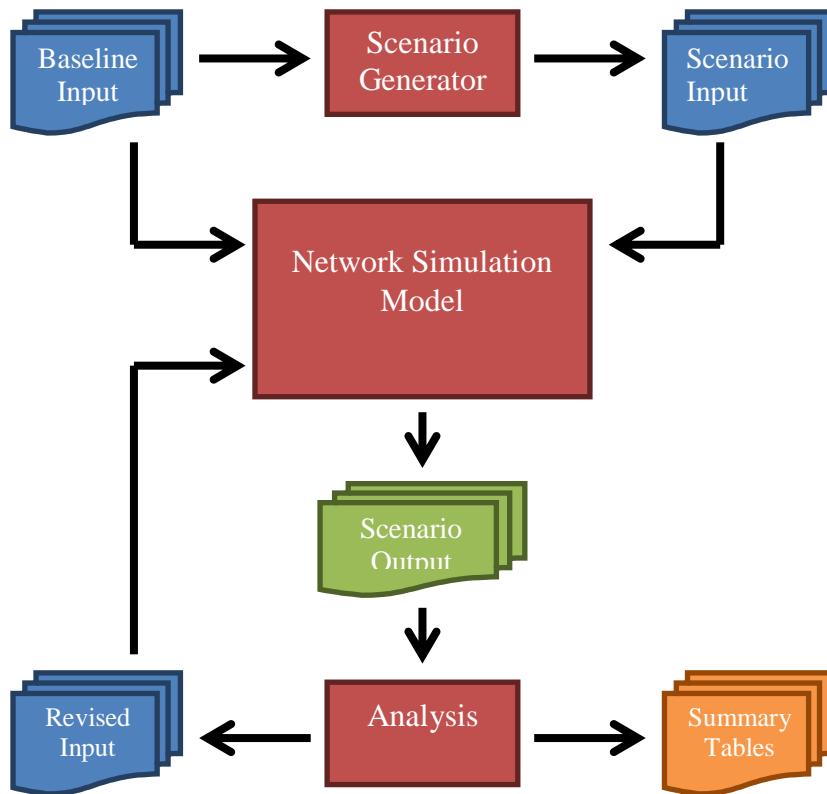 Baseline
Input
Scenario
Generator
Scenario
Input
Network Simulation
Model
Scenario
Output
Revised
Input
Analysis
Summary
Tables